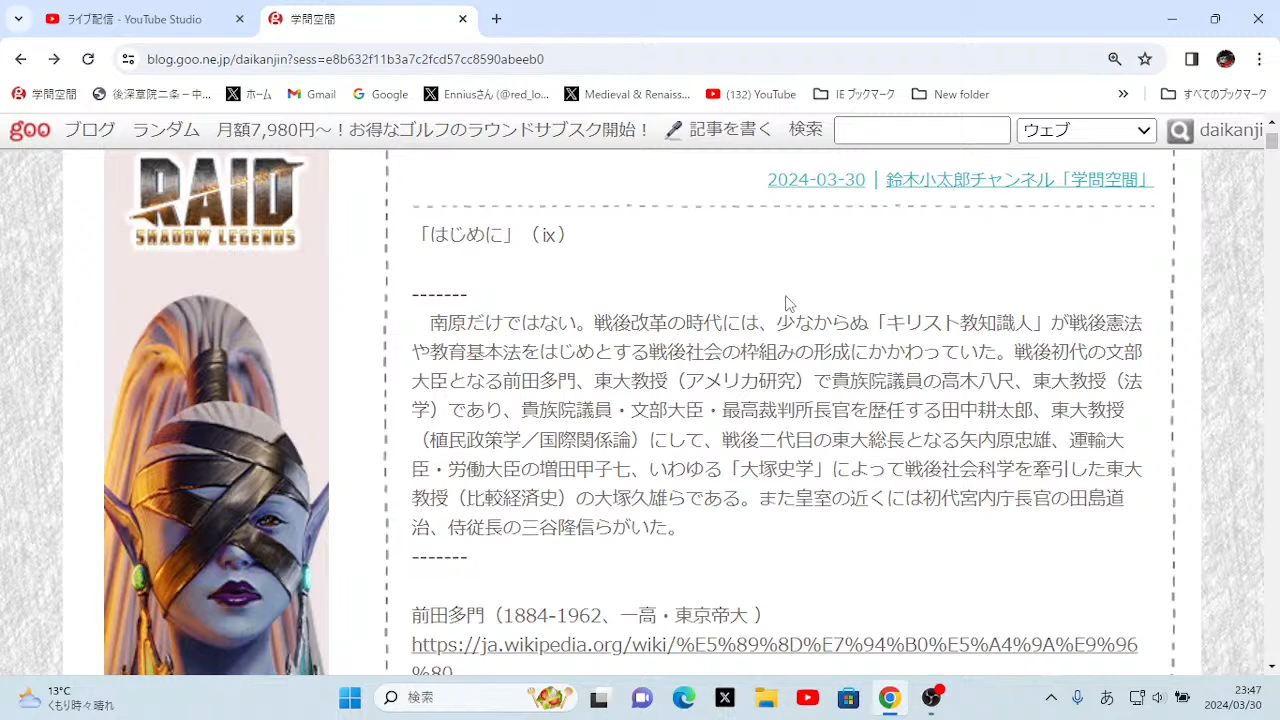 ライブ配信 - YouTube Studio
学問空間
blog.goo.ne.jp/daikanjin?sess=e8b632f11b3a7c2fcd57cc8590abeeb0
学問空間 後深草院二条－中... ホーム Gmail Google Enniusさん (@red_lo... Medieval & Renaiss... (132) YouTube IE ブックマーク New folder すべてのブックマーク
goo ブログ ランダム 月額7,980円～！お得なゴルフのラウンドサブスク開始！ 記事を書く 検索 ウェブ daikanji
RAID
SHADOW LEGENDS
2024-03-30 | 鈴木小太郎チャンネル「学問空間」
「はじめに」（ⅸ）
-------
南原だけではない。戦後改革の時代には、少なからぬ「キリスト教知識人」が戦後憲法
や教育基本法をはじめとする戦後社会の枠組みの形成にかかわっていた。戦後初代の文部
大臣となる前田多門、東大教授（アメリカ研究）で貴族院議員の高木八尺、東大教授（法
学）であり、貴族院議員・文部大臣・最高裁判所長官を歴任する田中耕太郎、東大教授
（植民政策学／国際関係論）にして、戦後二代目の東大総長となる矢内原忠雄、運輸大
臣・労働大臣の増田甲子七、いわゆる「大塚史学」によって戦後社会科学を牽引した東大
教授（比較経済史）の大塚久雄らである。また皇室の近くには初代宮内庁長官の田島道
治、侍従長の三谷隆信らがいた。
-------
前田多門（1884-1962、一高・東京帝大 ）
https://ja.wikipedia.org/wiki/%E5%89%8D%E7%94%B0%E5%A4%9A%E9%96
%80
13°C
くもり時々晴れ
検索
あ
23:47
2024/03/30